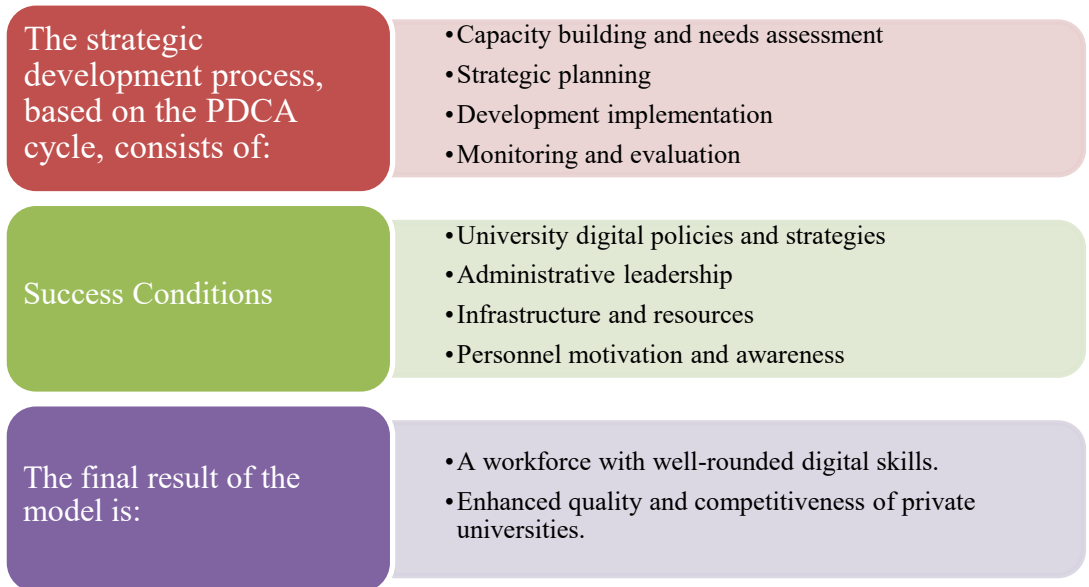 The strategic
development process,
based on the PDCA
cycle, consists of:
•Capacity building and needs assessment
•Strategic planning
•Development implementation
•Monitoring and evaluation
Success Conditions
•University digital policies and strategies
•Administrative leadership
•Infrastructure and resources
•Personnel motivation and awareness
The final result of the
model is:
•A workforce with well-rounded digital skills.
•Enhanced quality and competitiveness of private
universities.